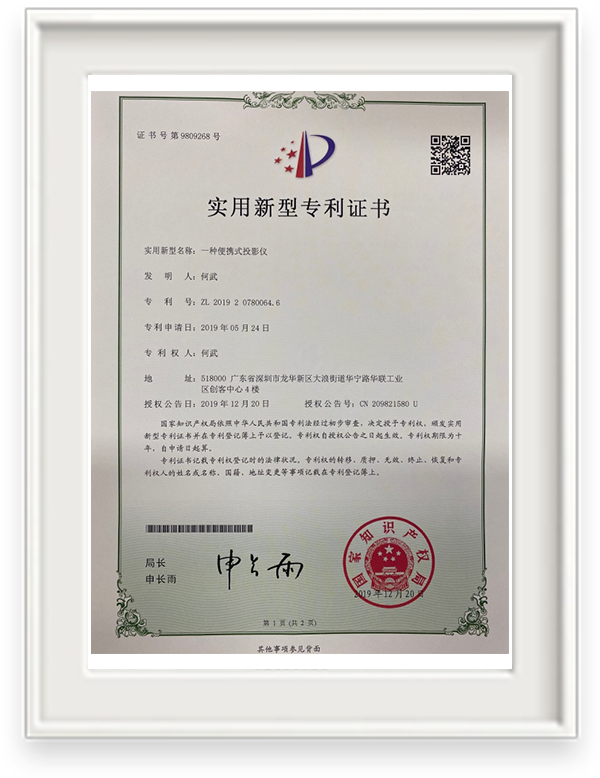 证书号第9809268号
实用新型专利证书
实用新型名称：一种便携式投影仪
发 明 人：何武
专 利 号：ZL 2019 2 0780064.6
专利申请日：2019年05月24日
专 利 权 人：何武
地 址：518000 广东省深圳市龙华新区大浪街道华宁路华联工业
区创客中心4楼
授权公告日：2019年12月20日 授权公告号：CN 209821580 U
国家知识产权局依照中华人民共和国专利法经过初步审查，决定授予专利权，颁发实用
新型专利证书并在专利登记簿上予以登记。专利权自授权公告之日起生效。专利权期限为十
年，自申请日起算。
专利证书记载专利权登记时的法律状况。专利权的转移、质押、无效、终止、恢复和专
利权人的姓名或名称、国籍、地址变更等事项记载在专利登记簿上。
局长
申长雨
申长雨
国家知识产权局
2019年12月20日
第 1 页 (共 2 页)
其他事项参见背面